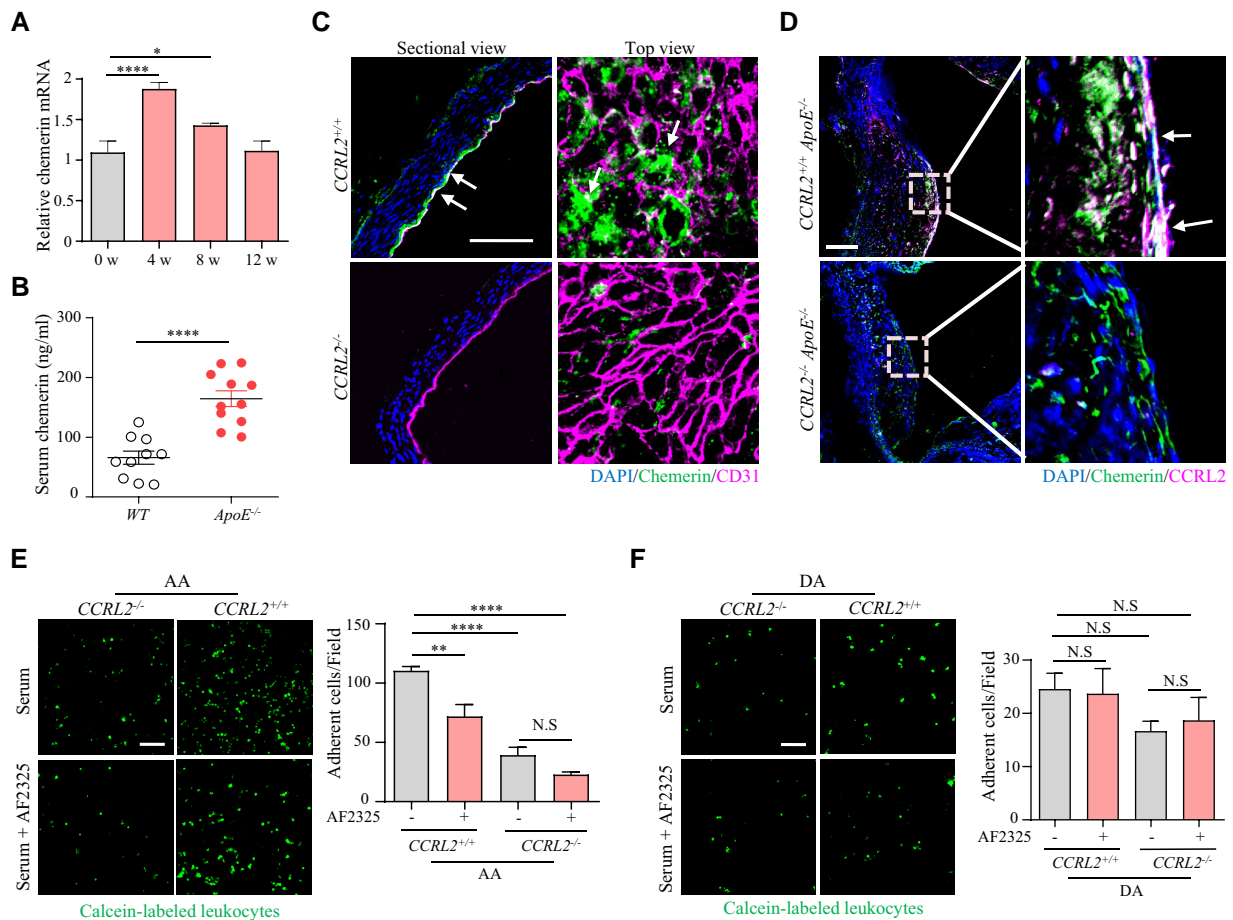 A
Relative chemerin mRNA
*
****
2
1.5
1
0.5
0
0 w 4 w 8 w 12 w
B
Serum chemerin (ng/ml)
300
200
100
0
****
WT ApoE-/-
C
Sectional view Top view
CCRL2+/+
CCRL2-/-
DAPI/Chemerin/CD31
D
CCRL2+/+ ApoE-/-
CCRL2-/- ApoE-/-
DAPI/Chemerin/CCRL2
E
AA
CCRL2-/- CCRL2+/+
Serum
Serum + AF2325
Calcein-labeled leukocytes
Adherent cells/Field
150
100
50
0
****
****
**
N.S
AF2325 - + - +
CCRL2+/+ CCRL2-/-
AA
F
DA
CCRL2-/- CCRL2+/+
Serum
Serum + AF2325
Calcein-labeled leukocytes
Adherent cells/Field
30
20
10
0
N.S
N.S
N.S
N.S
AF2325 - + - +
CCRL2+/+ CCRL2-/-
DA